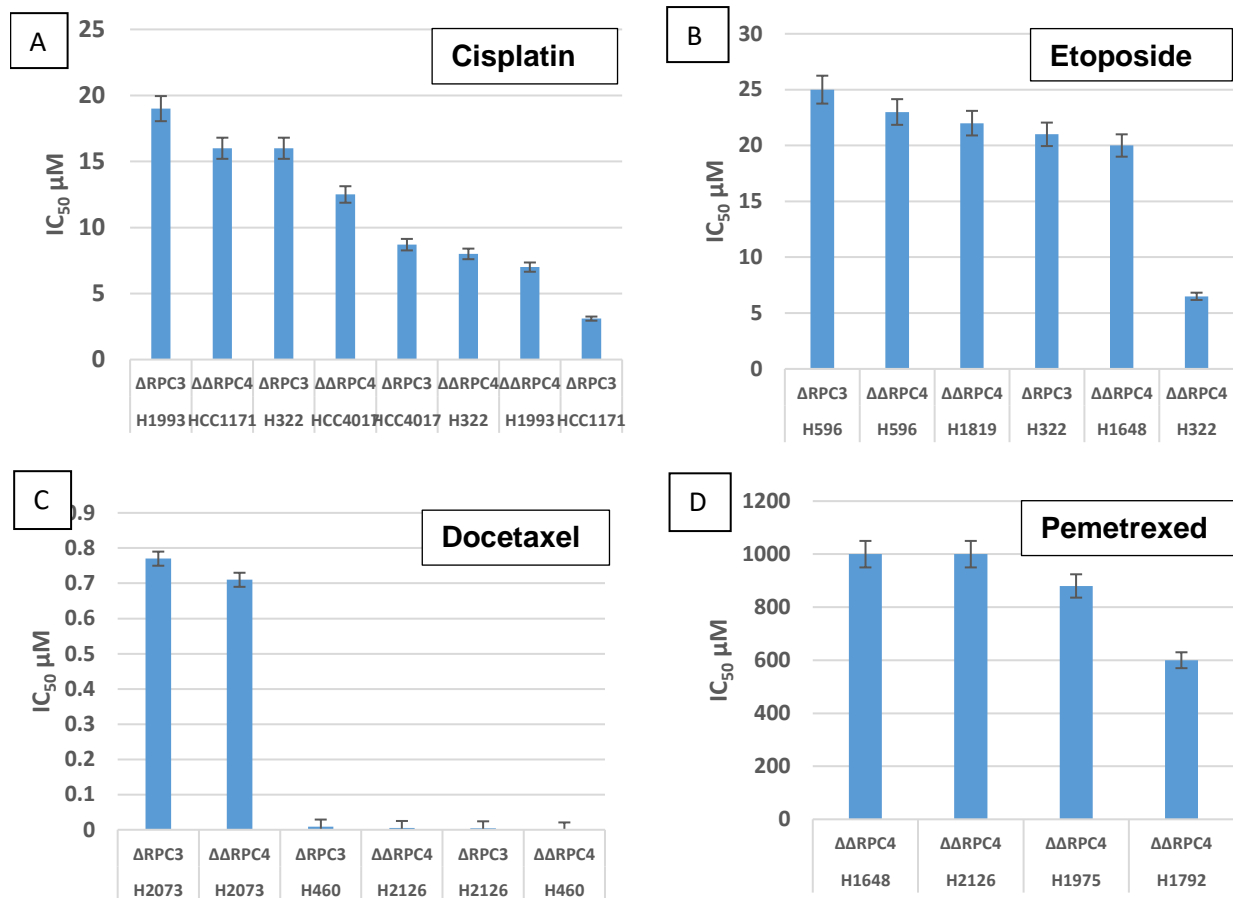 A
Cisplatin
IC50 µM
25
20
15
10
5
0
ΔRPC3 ΔΔRPC4 ΔRPC3 ΔΔRPC4 ΔRPC3 ΔΔRPC4 ΔΔRPC4 ΔRPC3
H1993 HCC1171 H322 HCC4017 HCC4017 H322 H1993 HCC1171
B
Etoposide
IC50 µM
30
25
20
15
10
5
0
ΔRPC3 ΔΔRPC4 ΔΔRPC4 ΔRPC3 ΔΔRPC4 ΔΔRPC4
H596 H596 H1819 H322 H1648 H322
C
Docetaxel
IC50 µM
0.9
0.8
0.7
0.6
0.5
0.4
0.3
0.2
0.1
0
ΔRPC3 ΔΔRPC4 ΔRPC3 ΔΔRPC4 ΔRPC3 ΔΔRPC4
H2073 H2073 H460 H2126 H2126 H460
D
Pemetrexed
IC50 µM
1200
1000
800
600
400
200
0
ΔΔRPC4 ΔΔRPC4 ΔΔRPC4 ΔΔRPC4
H1648 H2126 H1975 H1792